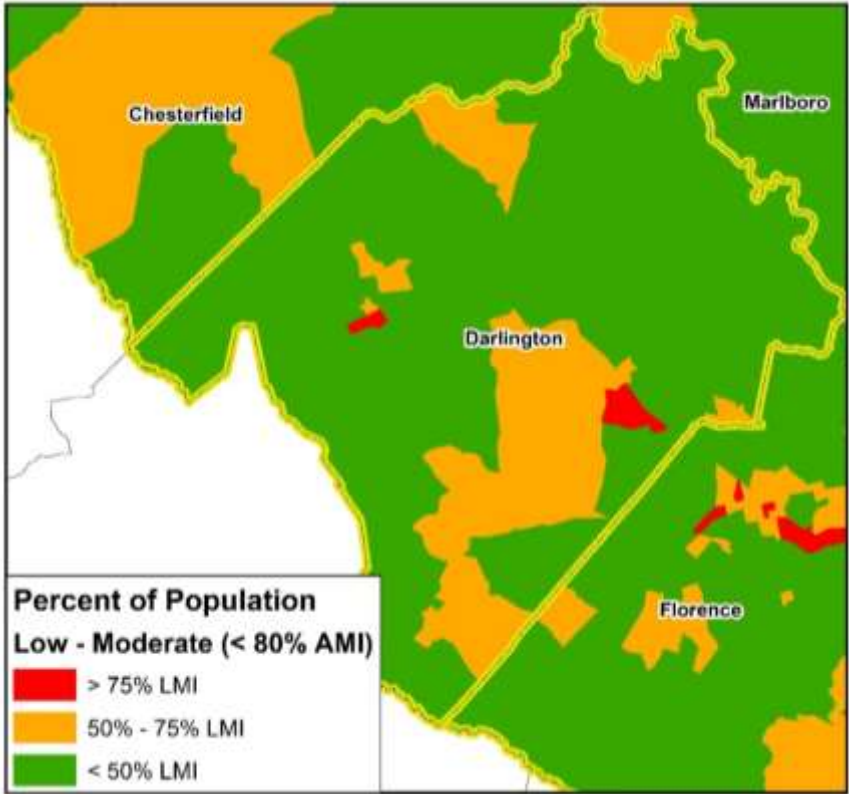 Chesterfield
Marlboro
Darlington
Florence
Percent of Population
Low - Moderate (< 80% AMI)
> 75% LMI
50% - 75% LMI
< 50% LMI